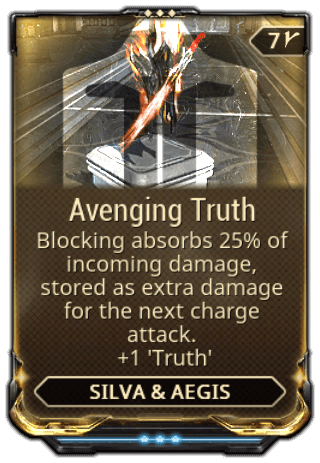 7
Avenging Truth
Blocking absorbs 25% of
incoming damage,
stored as extra damage
for the next charge
attack.
+1 'Truth'
SILVA & AEGIS